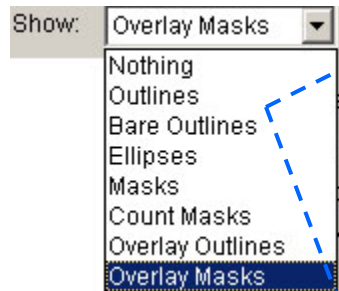 Show: Overlay Masks
Nothing
Outlines
Bare Outlines
Ellipses
Masks
Count Masks
Overlay Outlines
Overlay Masks